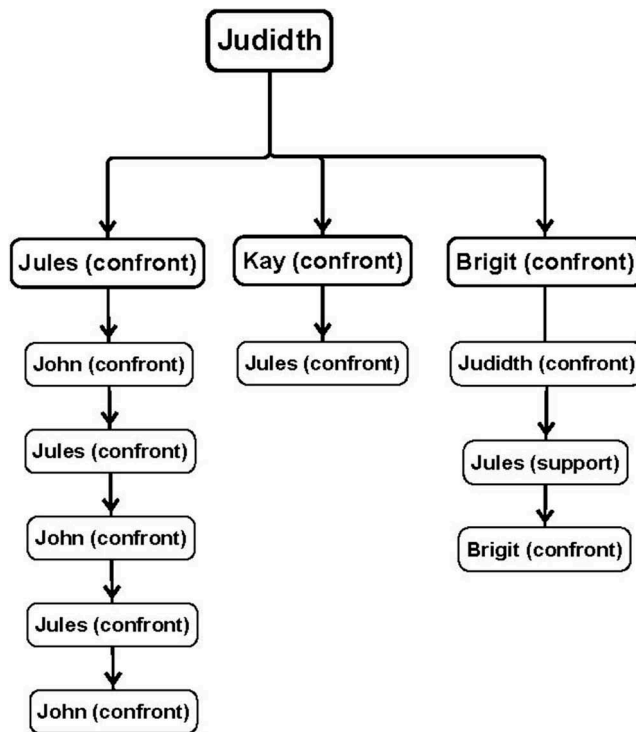 Judidth
Jules (confront)
Kay (confront)
Brigit (confront)
John (confront)
Jules (confront)
Judidth (confront)
Jules (confront)
Jules (support)
John (confront)
Brigit (confront)
Jules (confront)
John (confront)